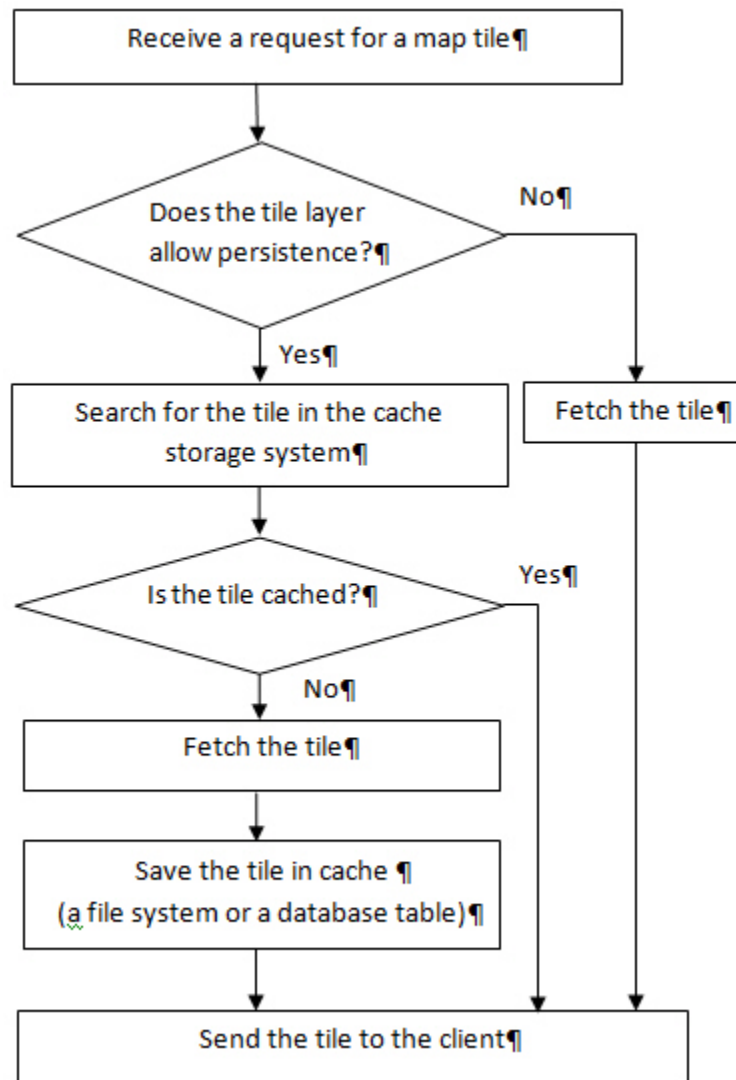 Receive a request for a map tile¶
Does the tile layer
allow persistence?¶
No¶
Yes¶
Search for the tile in the cache
storage system¶
Fetch the tile¶
Is the tile cached?¶
Yes¶
No¶
Fetch the tile¶
Save the tile in cache ¶
(a file system or a database table)¶
Send the tile to the client¶